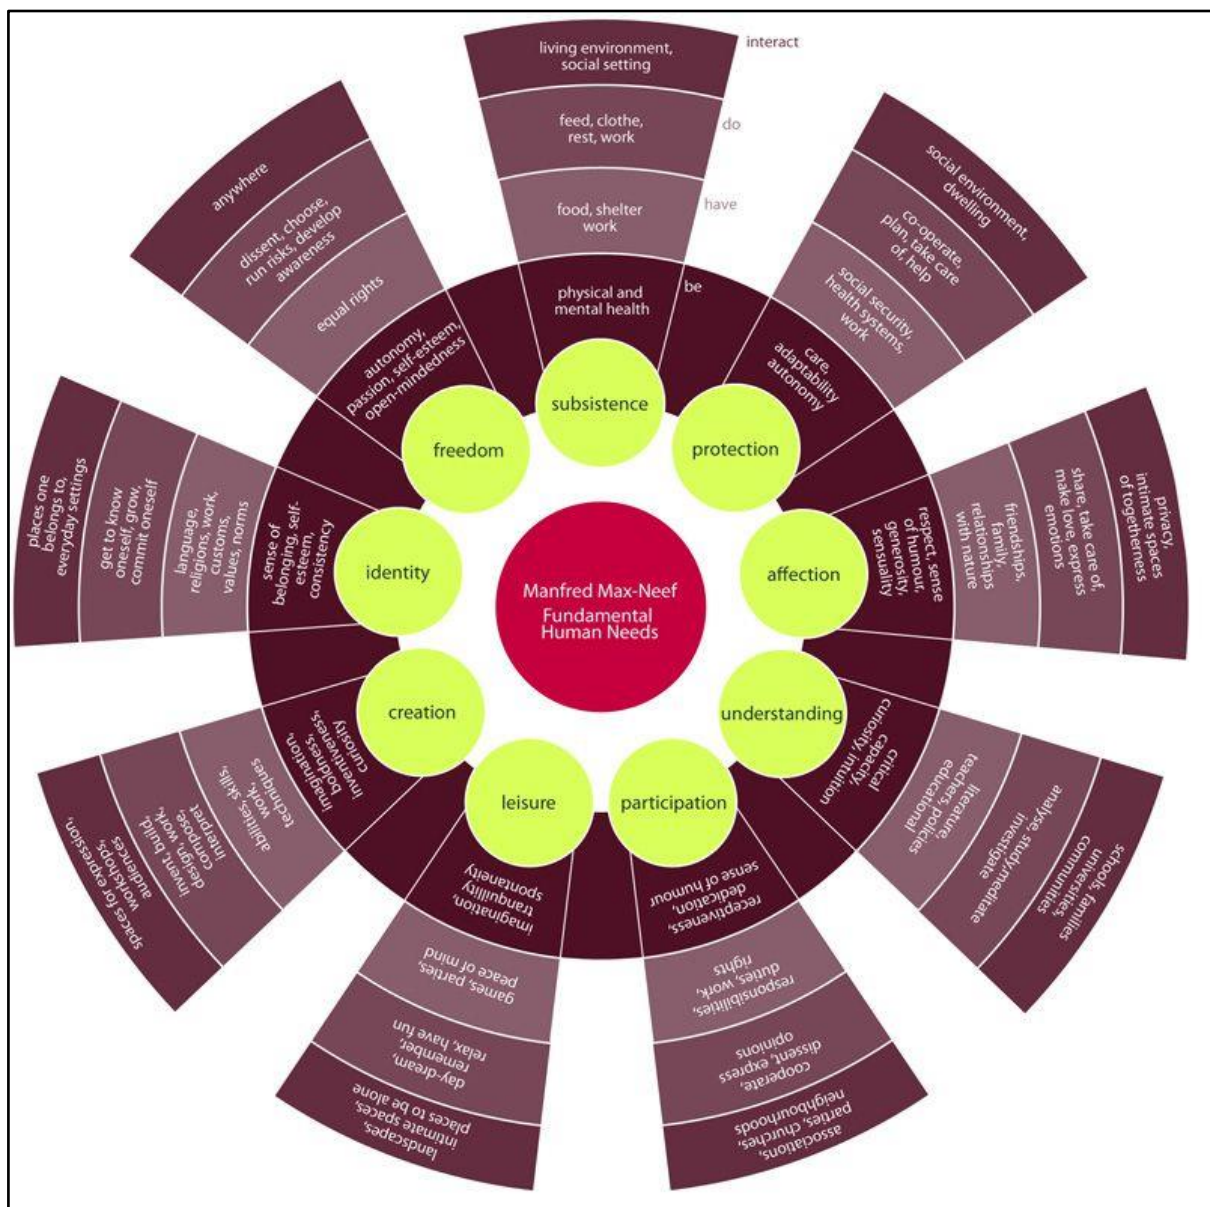 Manfred Max-Neef
Fundamental
Human Needs
subsistence
physical and
mental health
be
food, shelter
work
have
feed, clothe,
rest, work
do
living environment,
social setting
interact
protection
care,
adaptability
autonomy
social security,
health systems,
work
co-operate,
plan, take care
of, help
social environment,
dwelling
affection
respect, sense
of humour,
generosity,
sensuality
friendships,
family,
relationships
with nature
share, take care of,
make love, express
emotions
privacy,
intimate spaces
of togetherness
understanding
critical
capacity,
curiosity, intuition
literature,
teachers, policies
educational
analyse, study,meditate
investigate
schools, families
universities,
communities
participation
receptiveness,
dedication,
sense of humour
responsibilities,
duties, work,
rights
cooperate,
dissent, express
opinions
associations,
parties, churches,
neighbourhoods
leisure
imagination,
tranquillity
spontaneity
games, parties,
peace of mind
day-dream,
remember,
relax, have fun
landscapes,
intimate spaces,
places to be alone
creation
imagination,
boldness,
inventiveness,
curiosity
abilities, skills,
work,
techniques
invent, build,
design, work,
compose,
interpret
spaces for expression,
workshops,
audiences
identity
sense of
belonging, self-
esteem,
consistency
language,
religions, work,
customs,
values, norms
get to know
oneself, grow,
commit oneself
places one
belongs to,
everyday settings
freedom
autonomy,
passion, self-esteem,
open-mindedness
equal rights
dissent, choose,
run risks, develop
awareness
anywhere